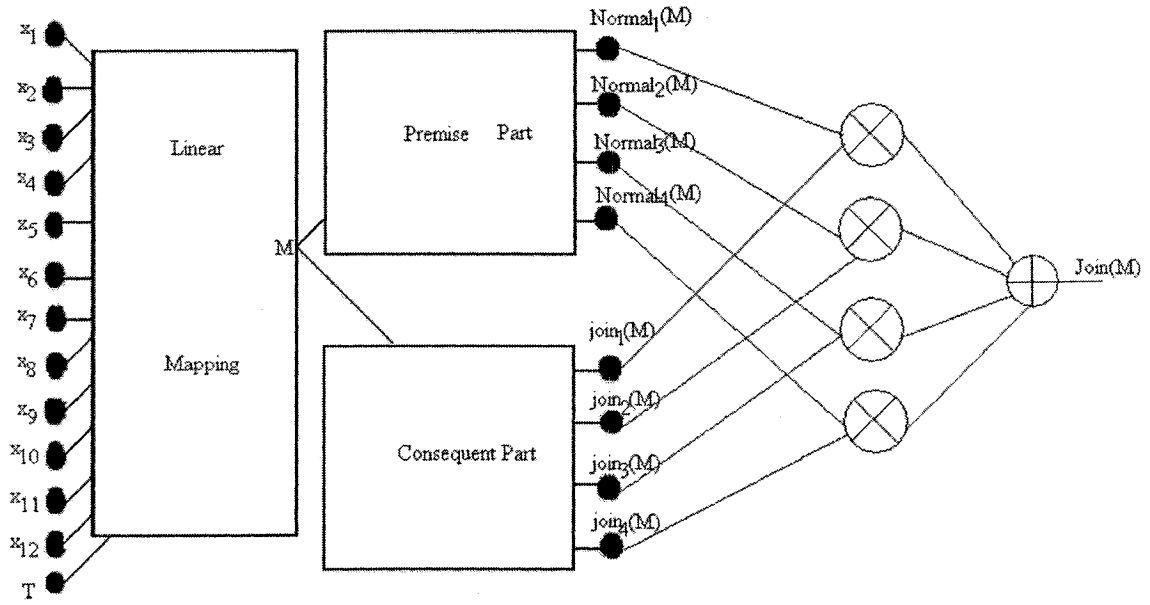 x1
x2
x3
x4
x5
x6
x7
x8
x9
x10
x11
x12
T
Linear
Mapping
M
Premise Part
Consequent Part
Normal1(M)
Normal2(M)
Normal3(M)
Normal4(M)
join1(M)
join2(M)
join3(M)
join4(M)
Join(M)